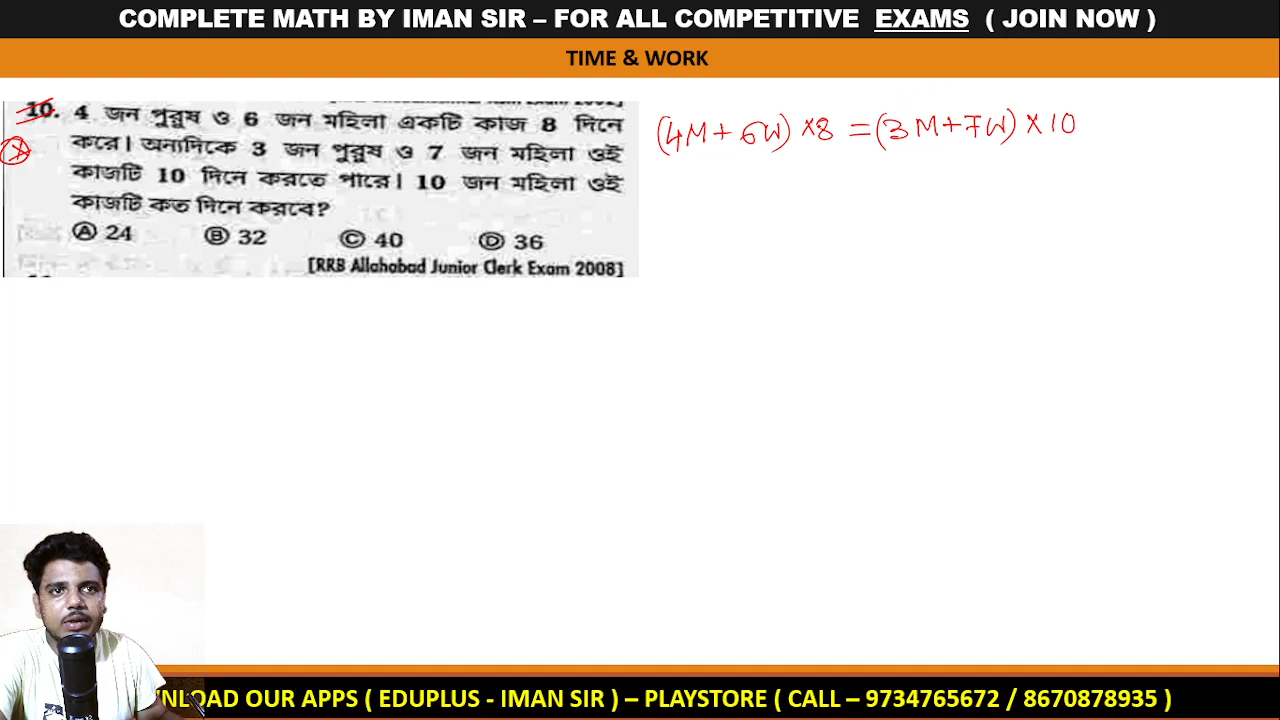 COMPLETE MATH BY IMAN SIR – FOR ALL COMPETITIVE EXAMS ( JOIN NOW )
TIME & WORK
10. 4 জন পুরুষ ও 6 জন মহিলা একটি কাজ 8 দিনে
করে। অন্যদিকে 3 জন পুরুষ ও 7 জন মহিলা ওই
কাজটি 10 দিনে করতে পারে। 10 জন মহিলা ওই
কাজটি কত দিনে করবে?
Ⓐ 24 Ⓑ 32 Ⓒ 40 Ⓓ 36
[RRB Allahabad Junior Clerk Exam 2008]
(4M + 6W) × 8 = (3M + 7W) × 10
NLOAD OUR APPS ( EDUPLUS - IMAN SIR ) – PLAYSTORE ( CALL – 9734765672 / 8670878935 )